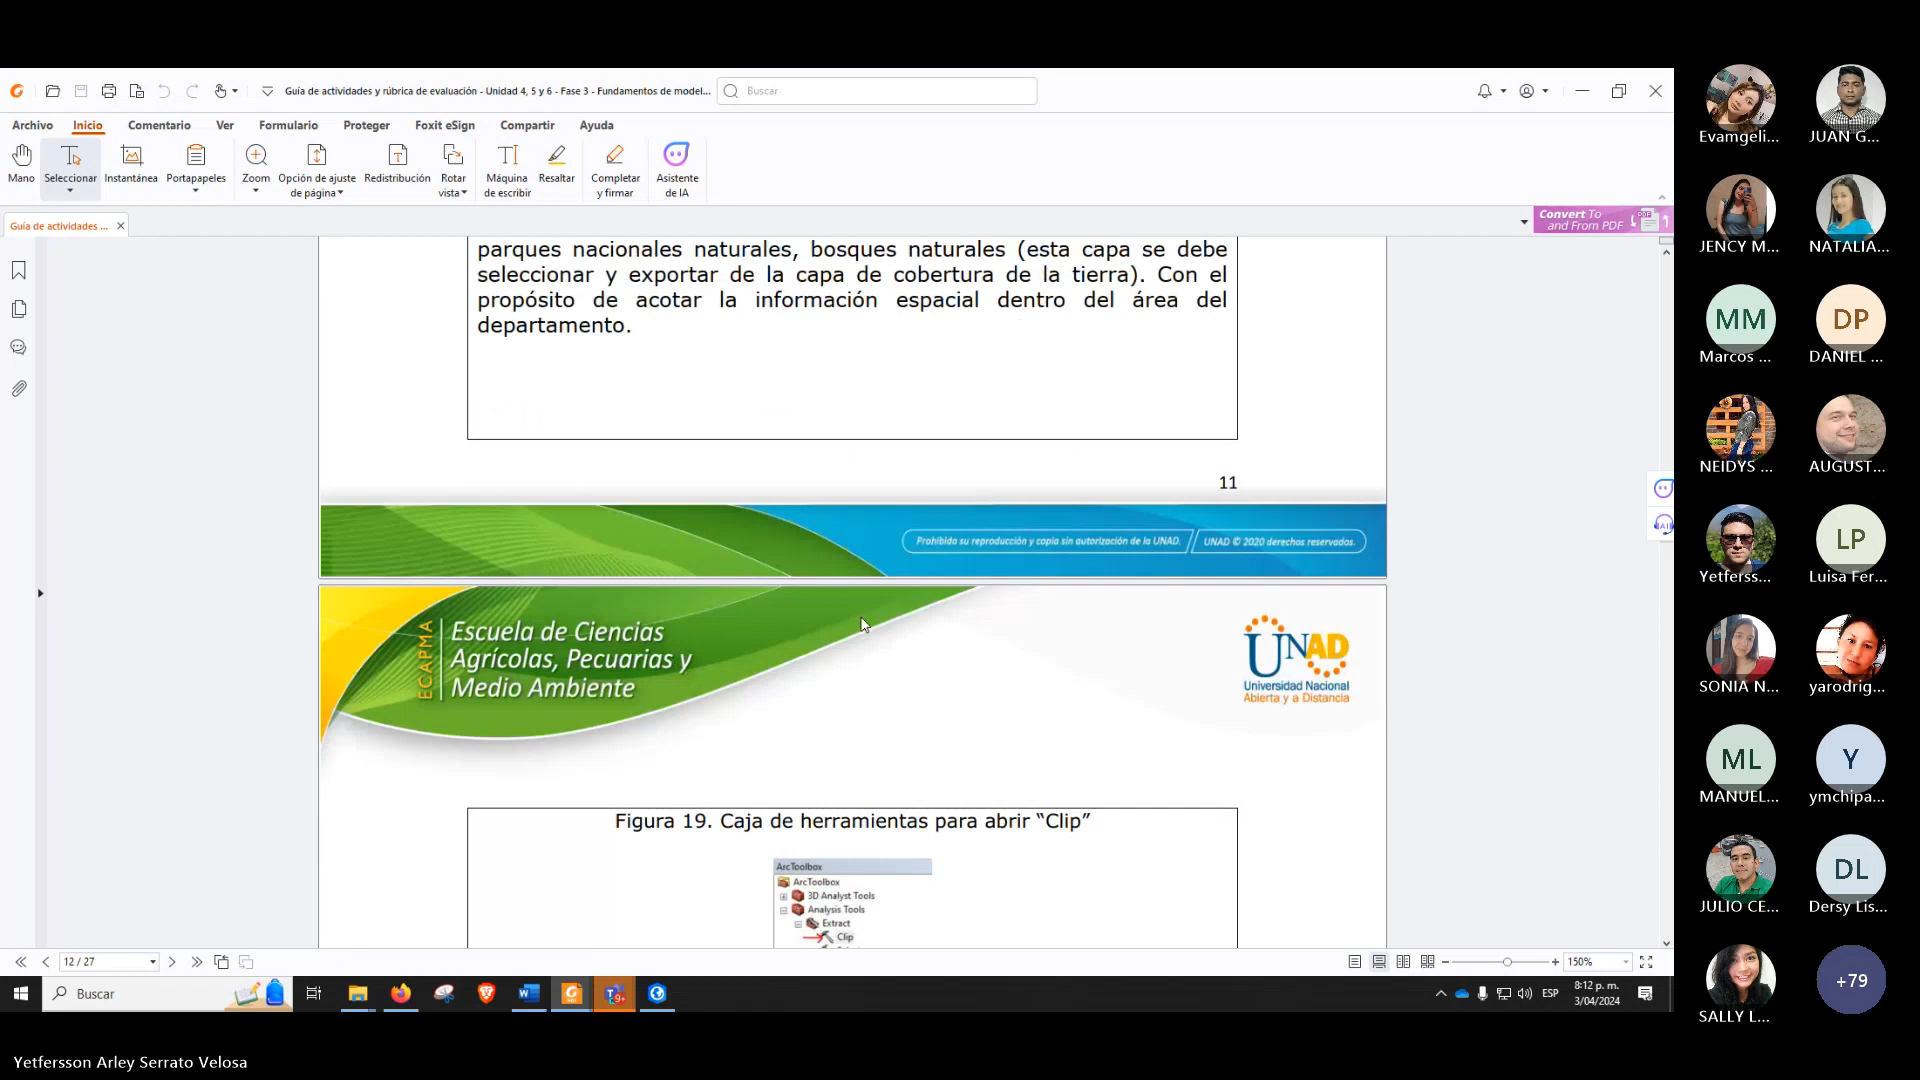 Guía de actividades y rúbrica de evaluación - Unidad 4, 5 y 6 - Fase 3 - Fundamentos de model...
Buscar
Archivo
Inicio
Comentario
Ver
Formulario
Proteger
Foxit eSign
Compartir
Ayuda
Mano
Seleccionar
Instantánea
Portapapeles
Zoom
Opción de ajuste
de página
Redistribución
Rotar
vista
Máquina
de escribir
Resaltar
Completar
y firmar
Asistente
de IA
Guía de actividades ...
Convert To
and From PDF
PDF
parques nacionales naturales, bosques naturales (esta capa se debe
seleccionar y exportar de la capa de cobertura de la tierra). Con el
propósito de acotar la información espacial dentro del área del
departamento.
11
Prohibida su reproducción y copia sin autorización de la UNAD.
UNAD © 2020 derechos reservados.
ECAPMA
Escuela de Ciencias
Agrícolas, Pecuarias y
Medio Ambiente
UNAD
Universidad Nacional
Abierta y a Distancia
Figura 19. Caja de herramientas para abrir “Clip”
ArcToolbox
ArcToolbox
3D Analyst Tools
Analysis Tools
Extract
Clip
12 / 27
150%
Buscar
9+
ESP
8:12 p. m.
3/04/2024
Evamgeli...
JUAN G...
JENCY M...
NATALIA...
MM
Marcos ...
DP
DANIEL ...
NEIDYS ...
AUGUST...
Yetferss...
LP
Luisa Fer...
SONIA N...
yarodrig...
ML
MANUEL...
Y
ymchipa...
JULIO CE...
DL
Dersy Lis...
SALLY L...
+79
Yetfersson Arley Serrato Velosa